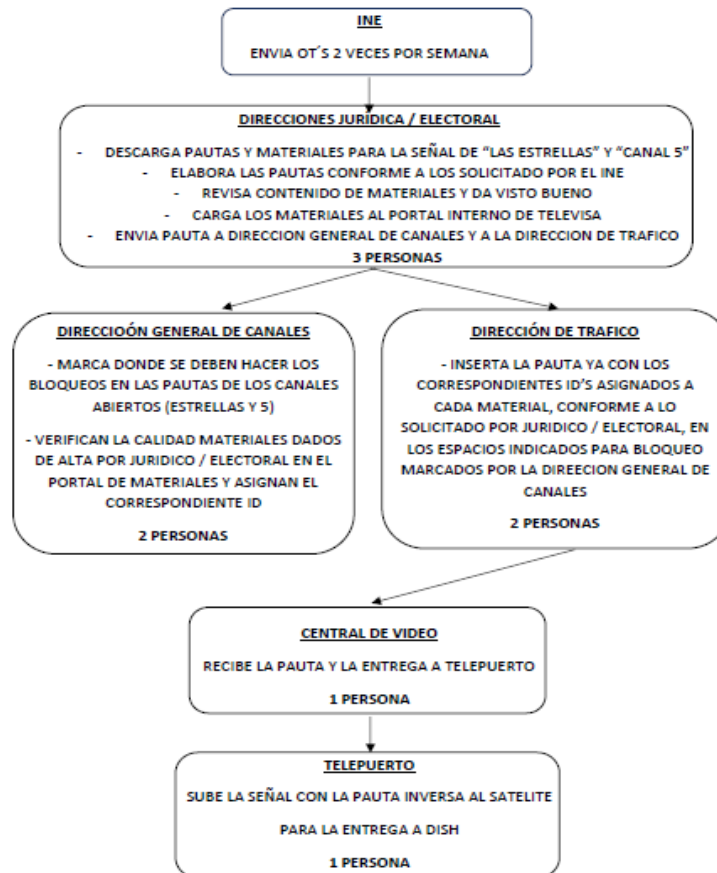 INE
ENVIA OT´S 2 VECES POR SEMANA
DIRECCIONES JURÍDICA / ELECTORAL
- DESCARGA PAUTAS Y MATERIALES PARA LA SEÑAL DE "LAS ESTRELLAS" Y "CANAL 5"
- ELABORA LAS PAUTAS CONFORME A LOS SOLICITADO POR EL INE
- REVISA CONTENIDO DE MATERIALES Y DA VISTO BUENO
- CARGA LOS MATERIALES AL PORTAL INTERNO DE TELEVISA
- ENVIA PAUTA A DIRECCION GENERAL DE CANALES Y A LA DIRECCION DE TRAFICO
3 PERSONAS
DIRECCIOÓN GENERAL DE CANALES
- MARCA DONDE SE DEBEN HACER LOS
BLOQUEOS EN LAS PAUTAS DE LOS CANALES
ABIERTOS (ESTRELLAS Y 5)
- VERIFICAN LA CALIDAD MATERIALES DADOS
DE ALTA POR JURIDICO / ELECTORAL EN EL
PORTAL DE MATERIALES Y ASIGNAN EL
CORRESPONDIENTE ID
2 PERSONAS
DIRECCIÓN DE TRAFICO
- INSERTA LA PAUTA YA CON LOS
CORRESPONDIENTES ID'S ASIGNADOS A
CADA MATERIAL, CONFORME A LO
SOLICITADO POR JURIDICO / ELECTORAL, EN
LOS ESPACIOS INDICADOS PARA BLOQUEO
MARCADOS POR LA DIREECION GENERAL DE
CANALES
2 PERSONAS
CENTRAL DE VIDEO
RECIBE LA PAUTA Y LA ENTREGA A TELEPUERTO
1 PERSONA
TELEPUERTO
SUBE LA SEÑAL CON LA PAUTA INVERSA AL SATELITE
PARA LA ENTREGA A DISH
1 PERSONA